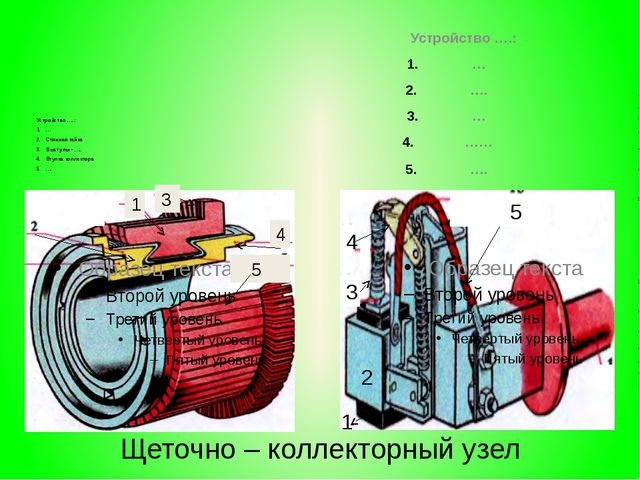 Устройство ….:
1. …
2. ….
3. …
4. ……
5. ….
Устройство …:
1. …
2. Стяжная гайка
3. Выступы - ….
4. Втулка коллектора
5. …
1
3
2
4
5
Образец текста
Второй уровень
– Третий уровень
• Четвертый уровень
– Пятый уровень
5
4
3
2
1
• Образец текста
– Второй уровень
Третий уровень
• Четвертый уровень
Пятый уровень
Щеточно – коллекторный узел